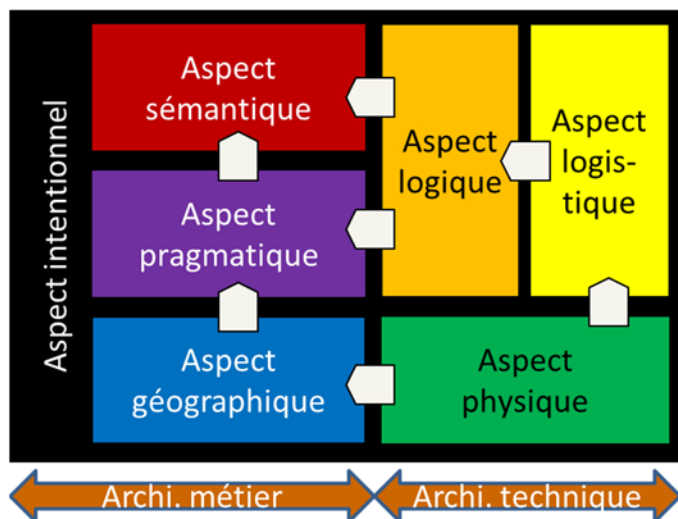 Aspect intentionnel
Aspect
sémantique
Aspect
pragmatique
Aspect
géographique
Aspect
logique
Aspect
logis-
tique
Aspect
physique
Archi. métier
Archi. technique